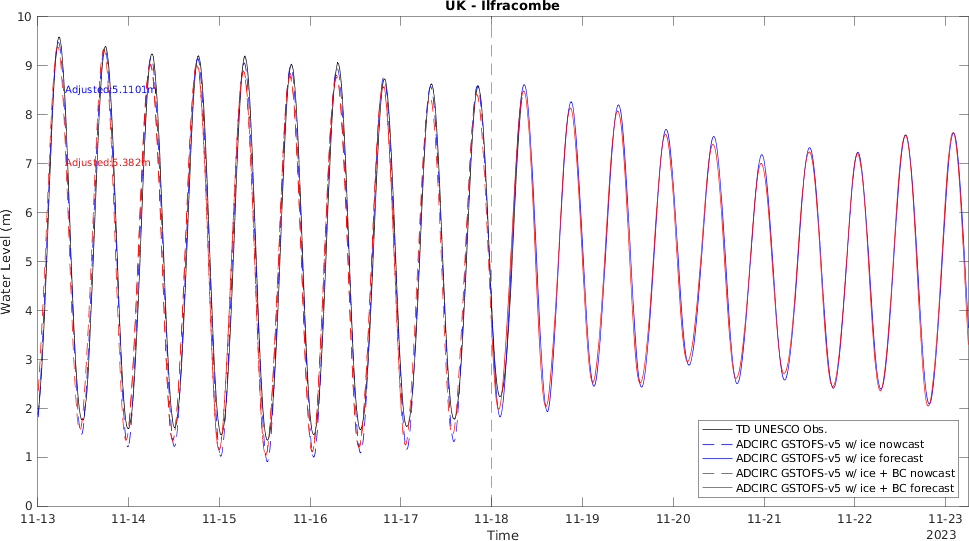 UK - Ilfracombe
10
9
8
7
6
5
4
3
2
1
0
Water Level (m)
Adjusted:5.1101m
Adjusted:5.382m
TD UNESCO Obs.
ADCIRC GSTOFS-v5 w/ ice nowcast
ADCIRC GSTOFS-v5 w/ ice forecast
ADCIRC GSTOFS-v5 w/ ice + BC nowcast
ADCIRC GSTOFS-v5 w/ ice + BC forecast
11-13 11-14 11-15 11-16 11-17 11-18 11-19 11-20 11-21 11-22 11-23
Time
2023